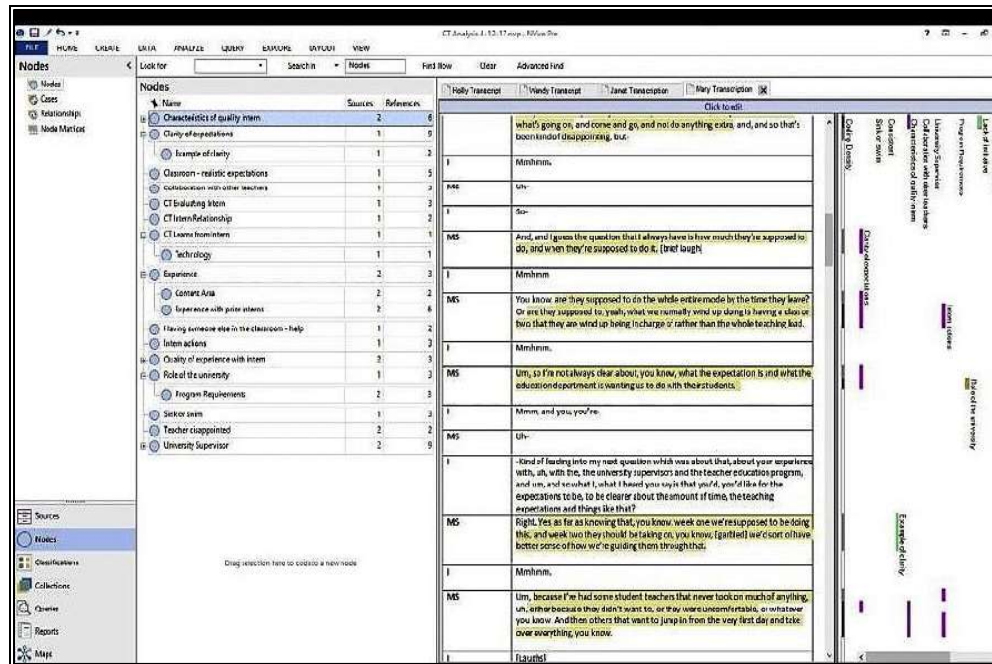 CT Analysis 4-12-17.nvp - NVivo Pro
FILE HOME CREATE DATA ANALYZE QUERY EXPLORE LAYOUT VIEW
Nodes
Look for Search in Nodes Find Now Clear Advanced Find
Nodes
Cases
Relationships
Node Matrices
Nodes
Name Sources References
Characteristics of quality intern 2 6
Clarity of expectations 1 9
Example of clarity 1 2
Classroom - realistic expectations 1 5
Collaboration with other teachers 1 3
CT Evaluating Intern 1 2
CT Intern Relationship 1 2
CT Learns from Intern 1 1
Technology 1 1
Experience 2 3
Content Area 2 2
Experience with prior interns 2 6
Having someone else in the classroom - help 1 2
Intern actions 1 3
Quality of experience with intern 2 3
Role of the university 1 3
Program Requirements 2 3
Sink or swim 1 3
Teacher disappointed 2 2
University Supervisor 2 9
Drag selection here to code to a new node
Sources
Nodes
Classifications
Collections
Queries
Reports
Maps
Holly Transcript Wendy Transcript Janet Transcription Mary Transcription
Click to edit
what's going on, and come and go, and not do anything extra, and, and so that's
been kind of disappointing, but-
I Mmhmm.
MS Uh-
I So-
MS And, and I guess the question that I always have is how much they're supposed to
do, and when they're supposed to do it. [brief laugh]
I Mmhmm
MS You know, are they supposed to do the whole entire mode by the time they leave?
Or are they supposed to, yeah, what we normally wind up doing is having a class or
two that they are wind up being in charge of rather than the whole teaching load.
I Mmhmm.
MS Um, so I'm not always clear about, you know, what the expectation is and what the
education department is wanting us to do with their students.
I Mmm, and you, you're-
MS Uh-
I -Kind of leading into my next question which was about that, about your experience
with, uh, with the, the university supervisors and the teacher education program,
and um, and so what I, what I heard you say is that you'd, you'd like for the
expectations to be, to be clearer about the amount of time, the teaching
expectations and things like that?
MS Right. Yes as far as knowing that, you know, week one we're supposed to be doing
this, and week two they should be taking on, you know, [garbled] we'd sort of have
better sense of how we're guiding them through that.
I Mmhmm.
MS Um, because I've had some student teachers that never took on much of anything,
uh, either because they didn't want to, or they were uncomfortable, or whatever
you know. And then others that want to jump in from the very first day and take
over everything, you know.
I [Laughs]
Coding Density
Sink or swim
Consistent
Characteristics of quality intern
Collaboration with other teachers
University Supervisor
Program Requirements
Lack of initiative
Clarity of expectations
Intern actions
Role of the university
Example of clarity